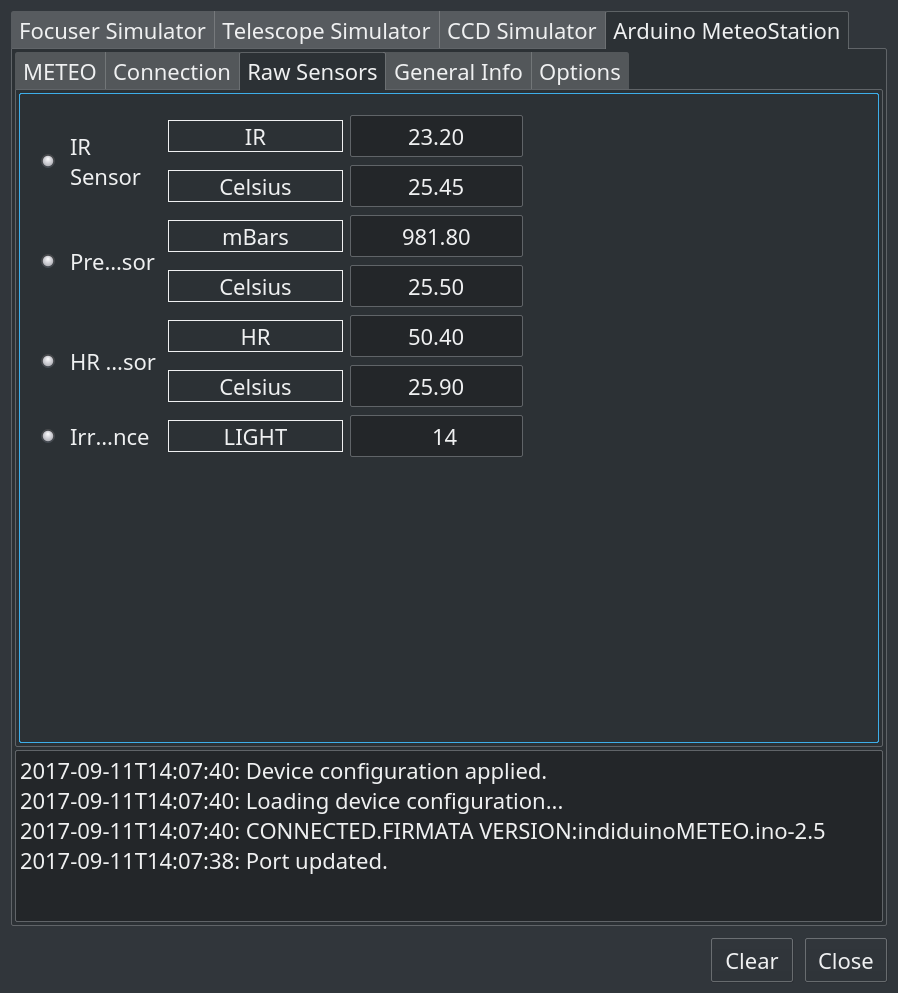 Focuser Simulator Telescope Simulator CCD Simulator Arduino MeteoStation
METEO Connection Raw Sensors General Info Options
IR Sensor
IR 23.20
Celsius 25.45
Pre...sor
mBars 981.80
Celsius 25.50
HR ...sor
HR 50.40
Celsius 25.90
Irr...nce LIGHT 14
2017-09-11T14:07:40: Device configuration applied.
2017-09-11T14:07:40: Loading device configuration...
2017-09-11T14:07:40: CONNECTED.FIRMATA VERSION:indiduinoMETEO.ino-2.5
2017-09-11T14:07:38: Port updated.
Clear Close